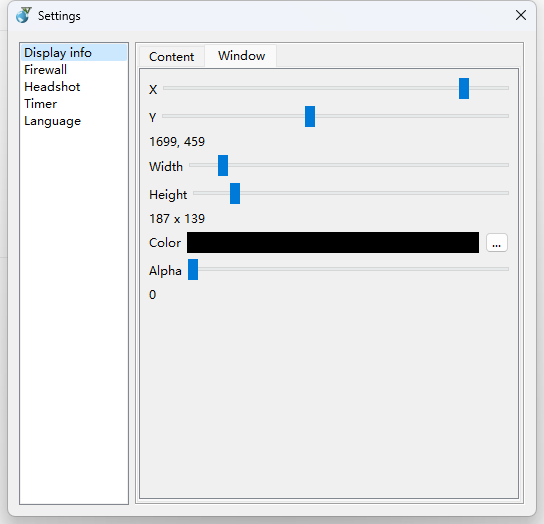 Settings
Display info
Firewall
Headshot
Timer
Language
Content
Window
X
Y
1699, 459
Width
Height
187 x 139
Color
...
Alpha
0